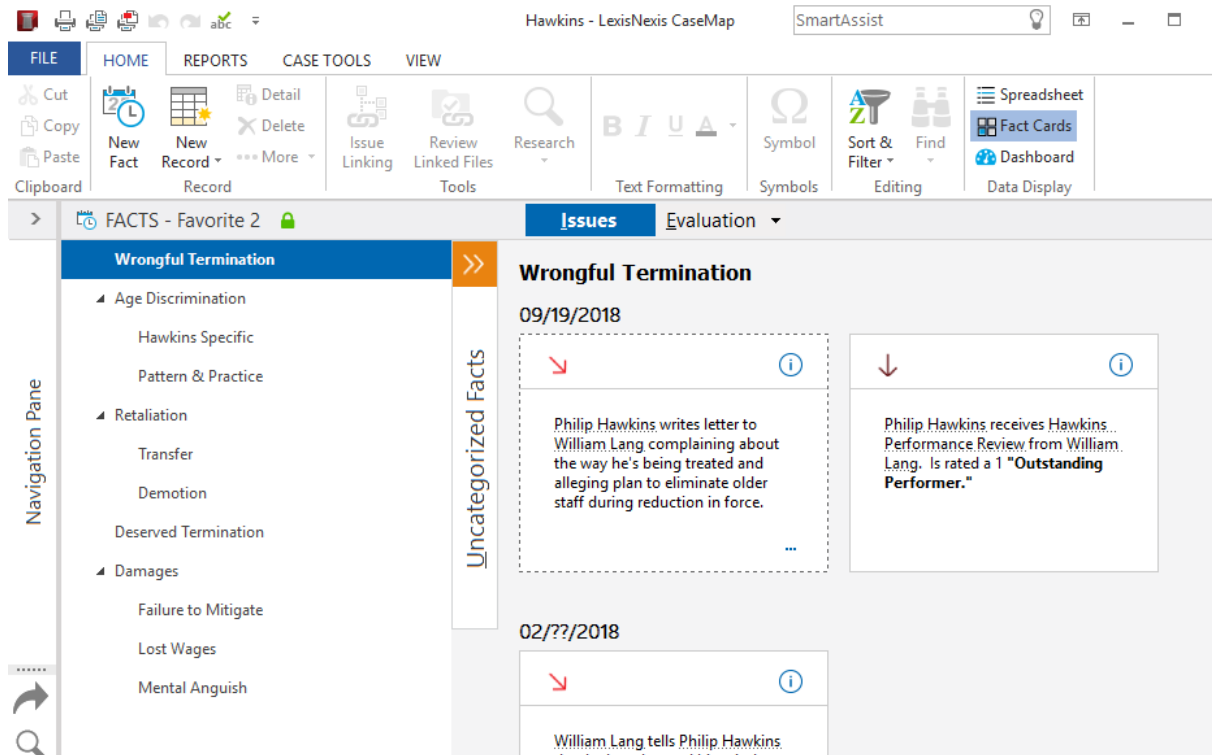 abc
Hawkins - LexisNexis CaseMap
SmartAssist
FILE
HOME
REPORTS
CASE TOOLS
VIEW
Cut
Copy
Paste
Clipboard
New
Fact
New
Record
Detail
Delete
More
Record
Issue
Linking
Review
Linked Files
Research
Tools
B I U A
Text Formatting
Symbol
Symbols
Sort &
Filter
Find
Editing
Spreadsheet
Fact Cards
Dashboard
Data Display
FACTS - Favorite 2
Issues
Evaluation
Navigation Pane
Wrongful Termination
Age Discrimination
Hawkins Specific
Pattern & Practice
Retaliation
Transfer
Demotion
Deserved Termination
Damages
Failure to Mitigate
Lost Wages
Mental Anguish
Uncategorized Facts
Wrongful Termination
09/19/2018
Philip Hawkins writes letter to
William Lang complaining about
the way he's being treated and
alleging plan to eliminate older
staff during reduction in force.
...
Philip Hawkins receives Hawkins
Performance Review from William
Lang. Is rated a 1 "Outstanding
Performer."
02/??/2018
William Lang tells Philip Hawkins